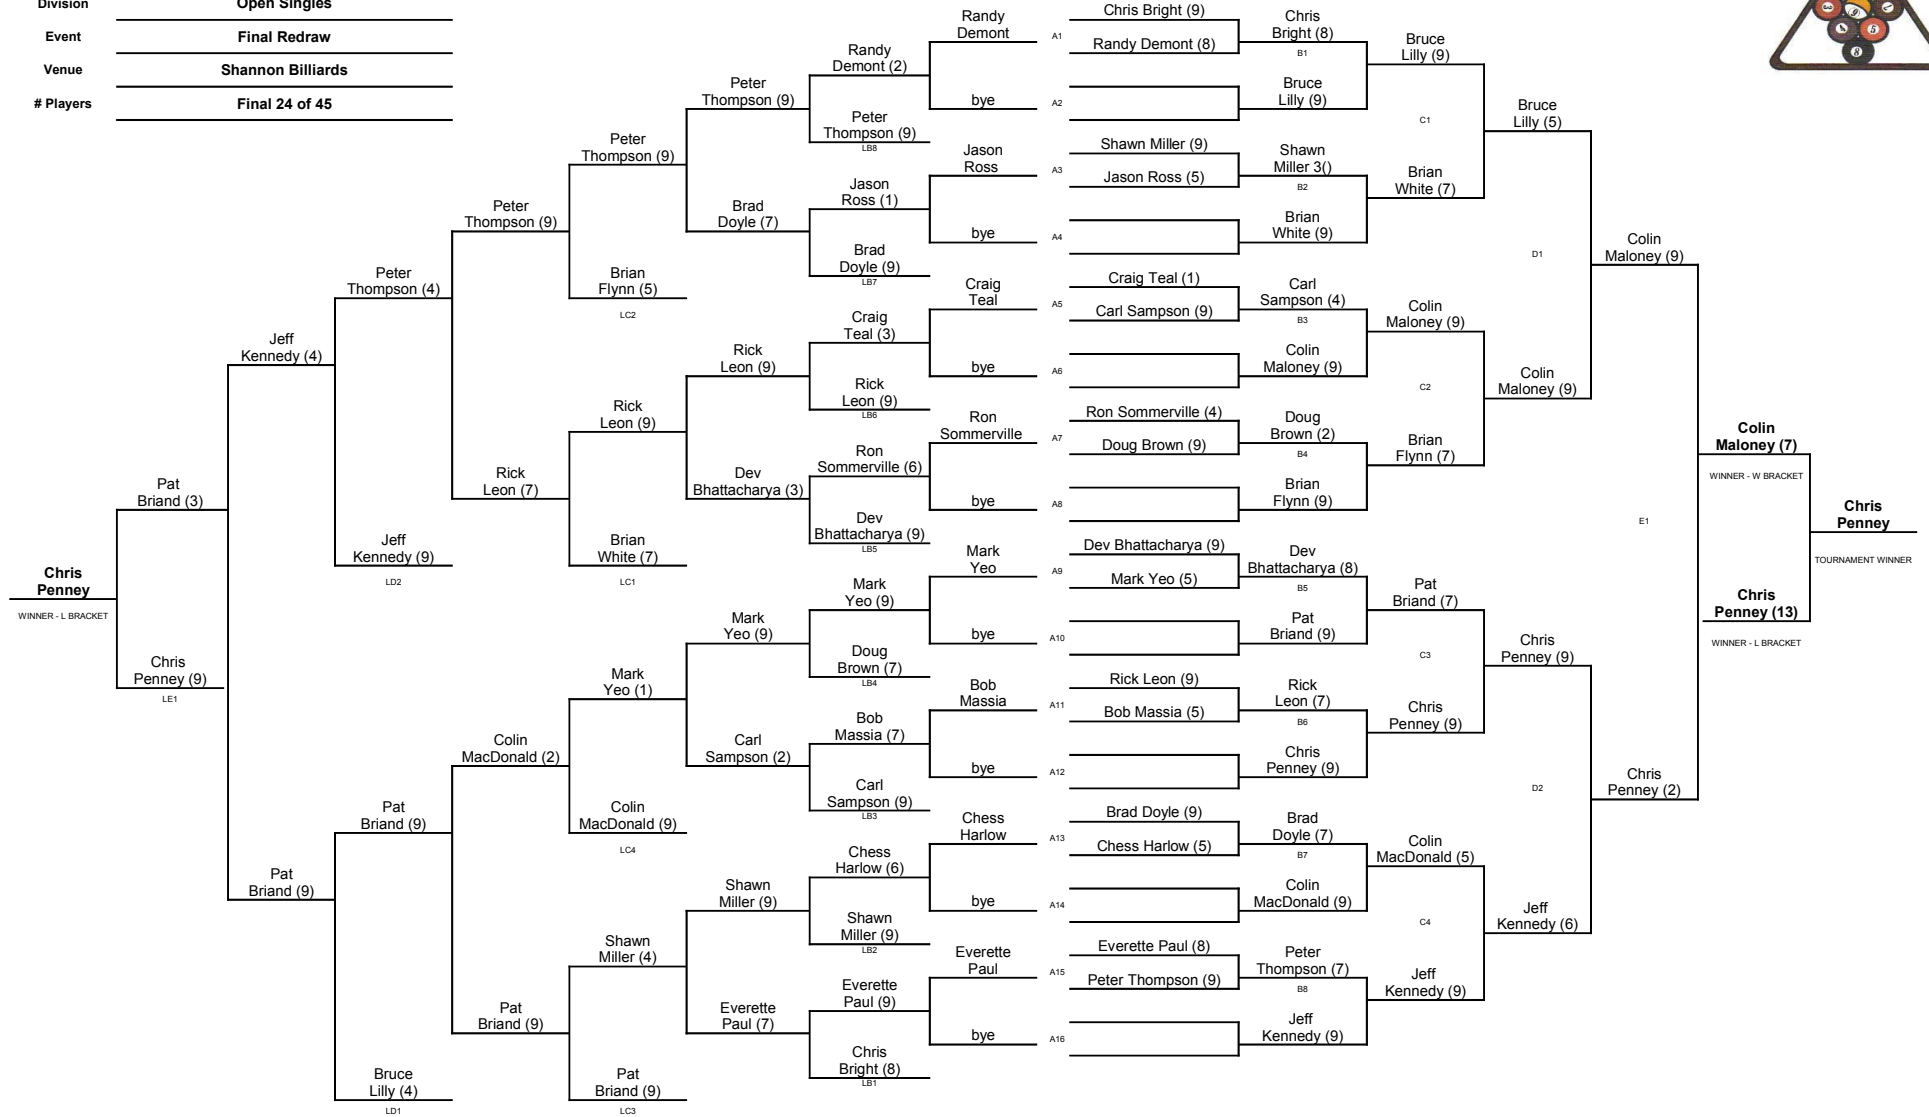 Division
Open Singles
Event
Final Redraw
Venue
Shannon Billiards
# Players
Final 24 of 45
Chris
Penney
WINNER - L BRACKET
Pat
Briand (3)
Chris
Penney (9)
LE1
Jeff
Kennedy (4)
Pat
Briand (9)
Peter
Thompson (4)
Jeff
Kennedy (9)
LD2
Pat
Briand (9)
Bruce
Lilly (4)
LD1
Peter
Thompson (9)
Rick
Leon (7)
Colin
MacDonald (2)
Pat
Briand (9)
Peter
Thompson (9)
Brian
Flynn (5)
LC2
Rick
Leon (9)
Brian
White (7)
LC1
Mark
Yeo (1)
Colin
MacDonald (9)
LC4
Shawn
Miller (4)
Pat
Briand (9)
LC3
Peter
Thompson (9)
Brad
Doyle (7)
Rick
Leon (9)
Dev
Bhattacharya (3)
Mark
Yeo (9)
Carl
Sampson (2)
Shawn
Miller (9)
Everette
Paul (7)
Randy
Demont (2)
Peter
Thompson (9)
LB8
Jason
Ross (1)
Brad
Doyle (9)
LB7
Craig
Teal (3)
Rick
Leon (9)
LB6
Ron
Sommerville (6)
Dev
Bhattacharya (9)
LB5
Mark
Yeo (9)
Doug
Brown (7)
LB4
Bob
Massia (7)
Carl
Sampson (9)
LB3
Chess
Harlow (6)
Shawn
Miller (9)
LB2
Everette
Paul (9)
Chris
Bright (8)
LB1
Randy
Demont
bye
Jason
Ross
bye
Craig
Teal
bye
Ron
Sommerville
bye
Mark
Yeo
bye
Bob
Massia
bye
Chess
Harlow
bye
Everette
Paul
bye
A1
A2
A3
A4
A5
A6
A7
A8
A9
A10
A11
A12
A13
A14
A15
A16
Chris Bright (9)
Randy Demont (8)
Shawn Miller (9)
Jason Ross (5)
Craig Teal (1)
Carl Sampson (9)
Ron Sommerville (4)
Doug Brown (9)
Dev Bhattacharya (9)
Mark Yeo (5)
Rick Leon (9)
Bob Massia (5)
Brad Doyle (9)
Chess Harlow (5)
Everette Paul (8)
Peter Thompson (9)
Chris
Bright (8)
B1
Bruce
Lilly (9)
Shawn
Miller 3()
B2
Brian
White (9)
Carl
Sampson (4)
B3
Colin
Maloney (9)
Doug
Brown (2)
B4
Brian
Flynn (9)
Dev
Bhattacharya (8)
B5
Pat
Briand (9)
Rick
Leon (7)
B6
Chris
Penney (9)
Brad
Doyle (7)
B7
Colin
MacDonald (9)
Peter
Thompson (7)
B8
Jeff
Kennedy (9)
Bruce
Lilly (9)
C1
Brian
White (7)
Colin
Maloney (9)
C2
Brian
Flynn (7)
Pat
Briand (7)
C3
Chris
Penney (9)
Colin
MacDonald (5)
C4
Jeff
Kennedy (9)
Bruce
Lilly (5)
D1
Colin
Maloney (9)
Chris
Penney (9)
D2
Jeff
Kennedy (6)
Colin
Maloney (9)
E1
Chris
Penney (2)
Colin
Maloney (7)
WINNER - W BRACKET
Chris
Penney (13)
WINNER - L BRACKET
Chris
Penney
TOURNAMENT WINNER